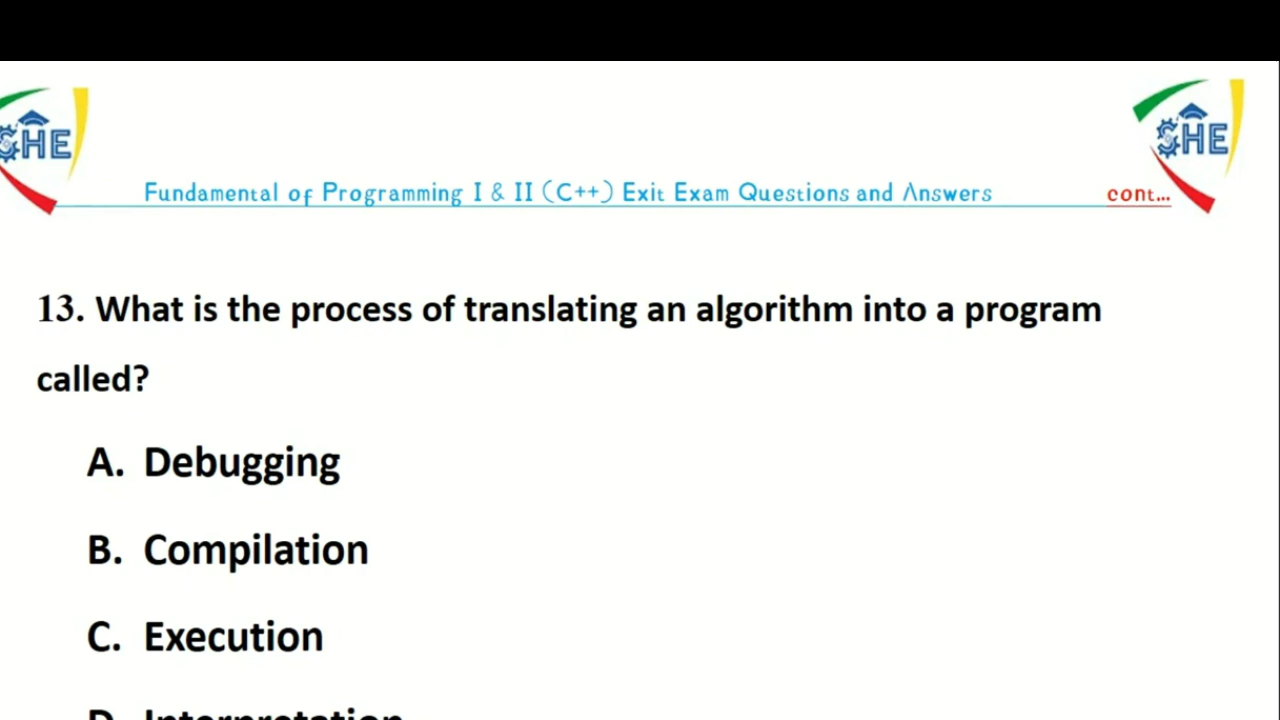 SHE
SHE
Fundamental of Programming I & II (C++) Exit Exam Questions and Answers cont...
13. What is the process of translating an algorithm into a program
called?
A. Debugging
B. Compilation
C. Execution
D. Interpretation